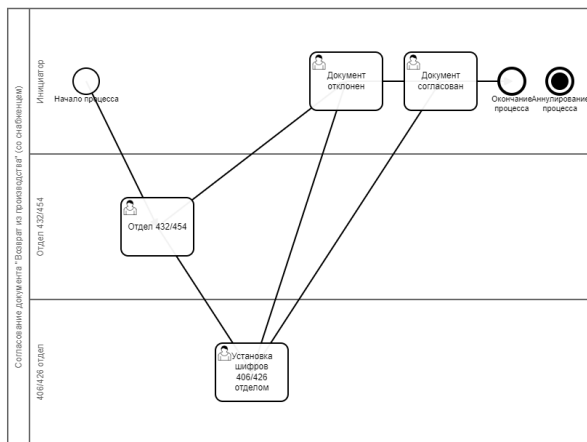 Согласование документа "Возврат из производства" (со снабженцем)
Инициатор
Начало процесса
Документ
отклонен
Документ
согласован
Окончание
процесса
Аннулирование
процесса
Отдел 432/454
Отдел 432/454
406/426 отдел
Установка
шифров
406/426
отделом